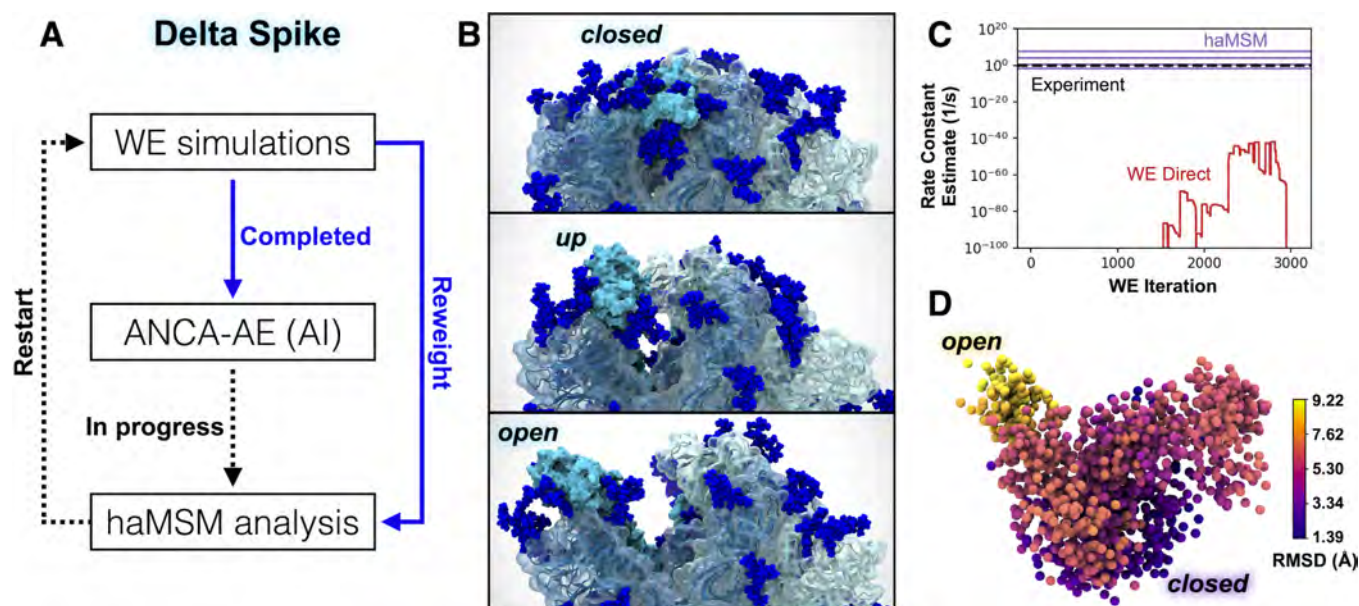 A
Delta Spike
WE simulations
Completed
ANCA-AE (AI)
In progress
haMSM analysis
Restart
Reweight
B
closed
up
open
C
Rate Constant
Estimate (1/s)
10^20
10^0
10^-20
10^-40
10^-60
10^-80
10^-100
haMSM
Experiment
WE Direct
0 1000 2000 3000
WE Iteration
D
open
closed
9.22
7.62
5.30
3.34
1.39
RMSD (Å)